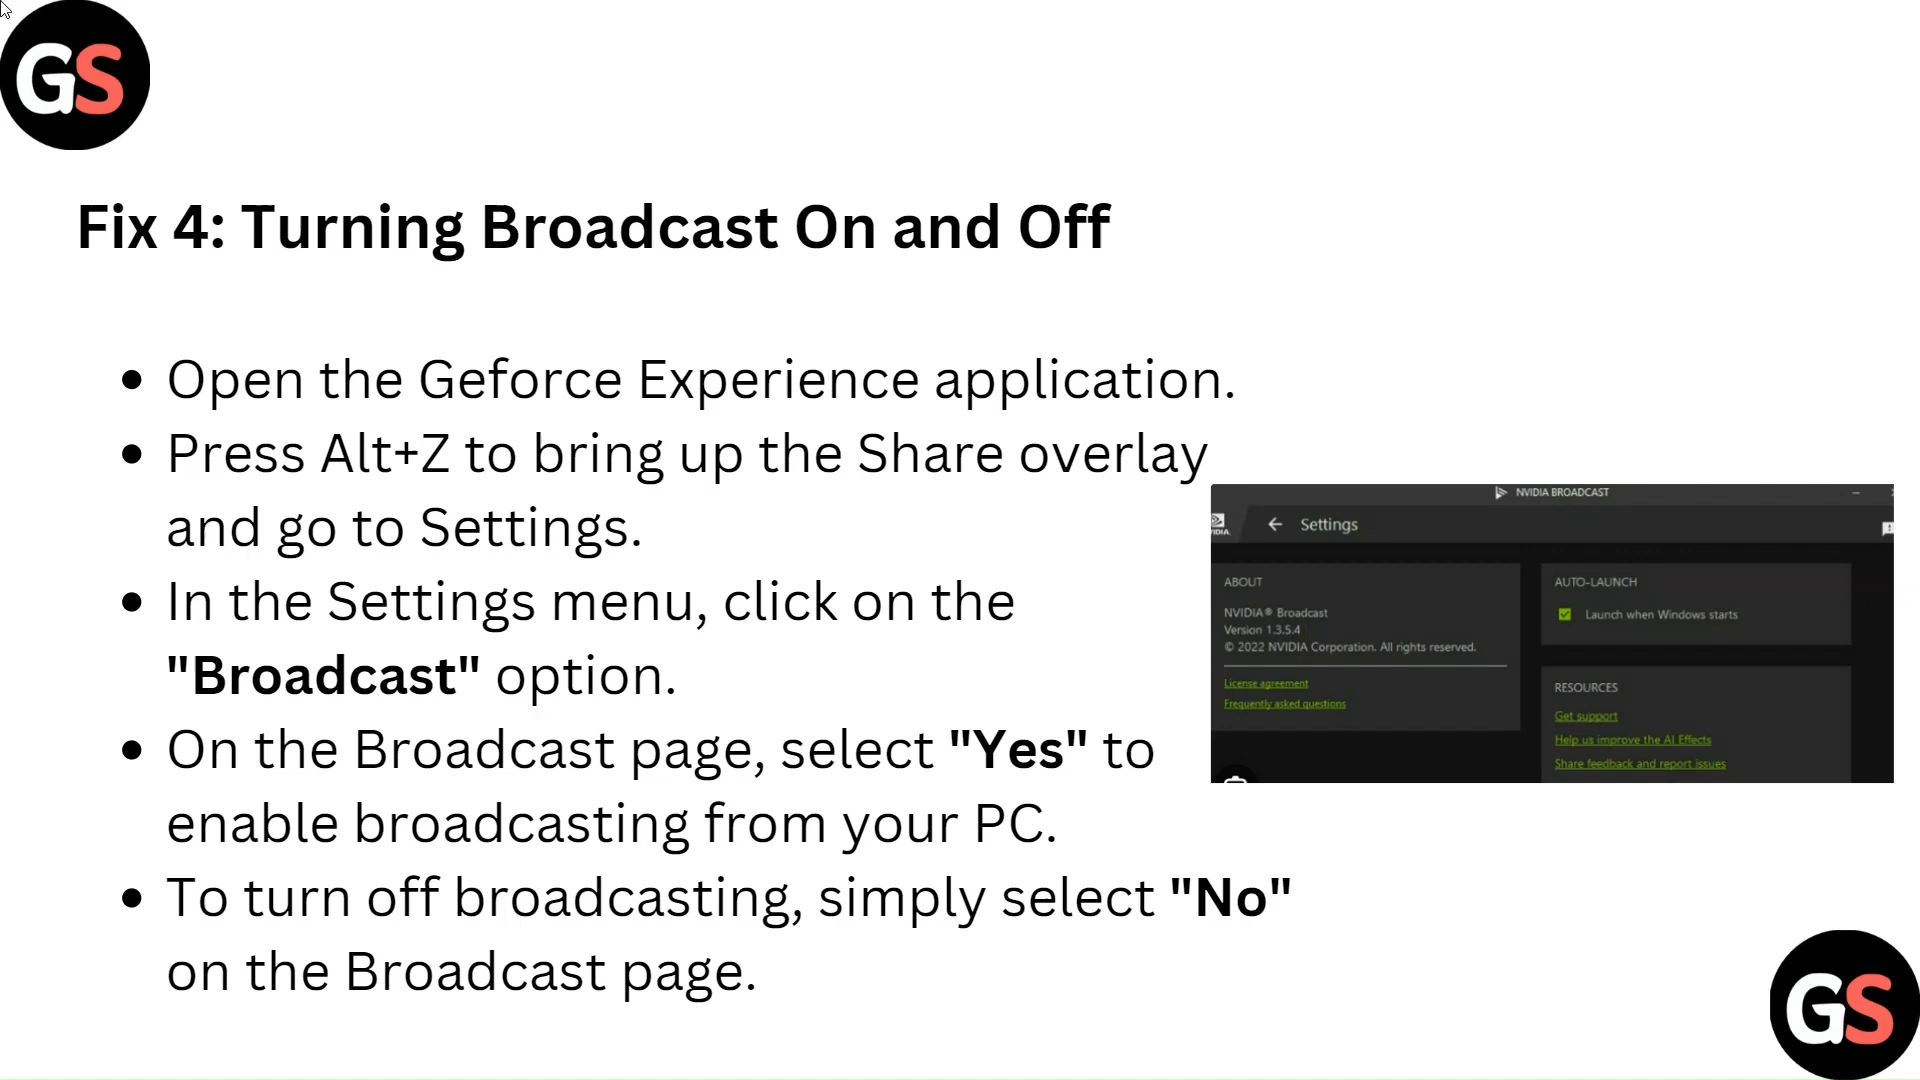 GS
Fix 4: Turning Broadcast On and Off
• Open the Geforce Experience application.
• Press Alt+Z to bring up the Share overlay
and go to Settings.
• In the Settings menu, click on the
"Broadcast" option.
• On the Broadcast page, select "Yes" to
enable broadcasting from your PC.
• To turn off broadcasting, simply select "No"
on the Broadcast page.
NVIDIA BROADCAST
Settings
ABOUT
NVIDIA® Broadcast
Version 1.3.5.4
© 2022 NVIDIA Corporation. All rights reserved.
License agreement
Frequently asked questions
AUTO-LAUNCH
Launch when Windows starts
RESOURCES
Get support
Help us improve the AI Effects
Share feedback and report issues
GS